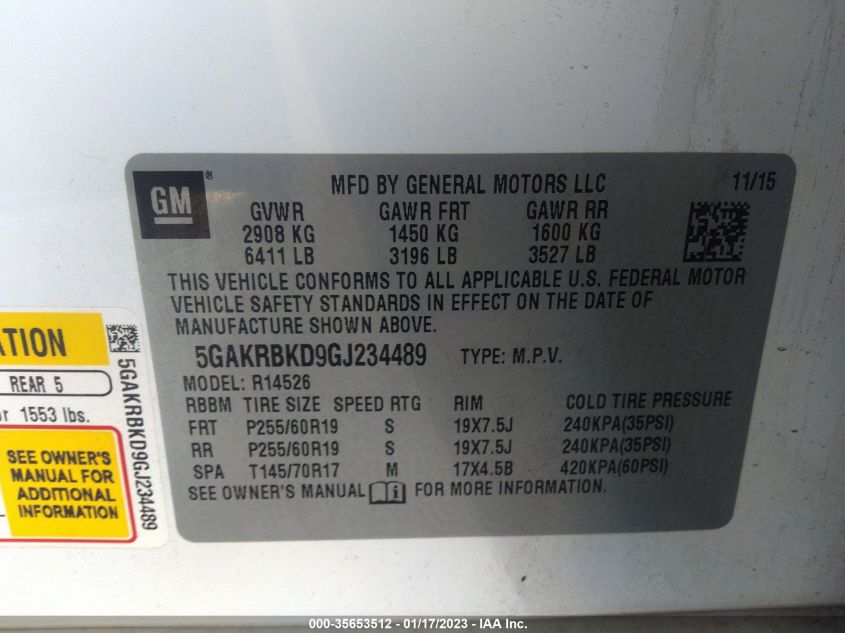 GM ® MFD BY GENERAL MOTORS LLC 11/15
GVWR GAWR FRT GAWR RR
2908 KG 1450 KG 1600 KG
6411 LB 3196 LB 3527 LB
THIS VEHICLE CONFORMS TO ALL APPLICABLE U.S. FEDERAL MOTOR
VEHICLE SAFETY STANDARDS IN EFFECT ON THE DATE OF
MANUFACTURE SHOWN ABOVE.
5GAKRBKD9GJ234489 TYPE: M.P.V.
MODEL: R14526
RBBM TIRE SIZE SPEED RTG RIM COLD TIRE PRESSURE
FRT P255/60R19 S 19X7.5J 240KPA(35PSI)
RR P255/60R19 S 19X7.5J 240KPA(35PSI)
SPA T145/70R17 M 17X4.5B 420KPA(60PSI)
SEE OWNER'S MANUAL i FOR MORE INFORMATION.
ATION
REAR 5
or 1553 lbs.
SEE OWNER'S
MANUAL FOR
ADDITIONAL
INFORMATION
5GAKRBKD9GJ234489
000-35653512 - 01/17/2023 - IAA Inc.